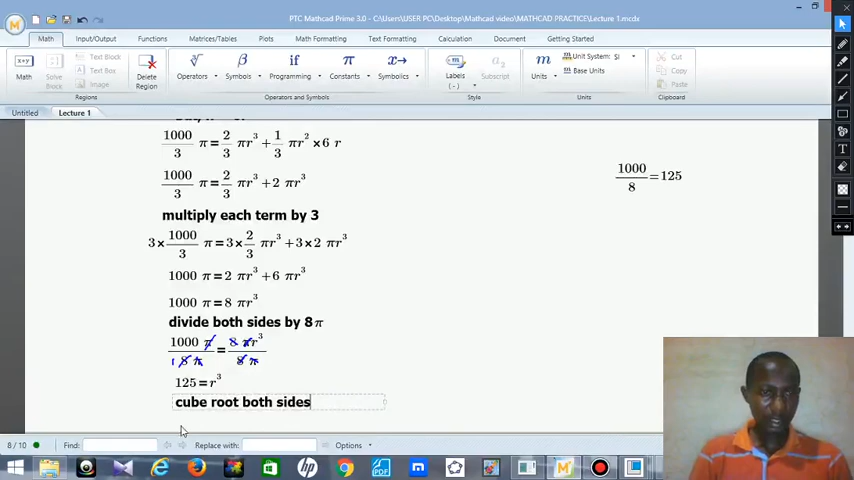 PTC Mathcad Prime 3.0 - C:\Users\USER PC\Desktop\Mathcad video\MATHCAD PRACTICE\Lecture 1.mcdx
Math Input/Output Functions Matrices/Tables Plots Math Formatting Text Formatting Calculation Document Getting Started
Math
Solve Block
Text Block
Text Box
Image
Delete Region
Operators
Symbols
Programming
if
Constants
π
Symbolics
Labels
Subscript
Units
Unit System: SI
Base Units
Cut
Copy
Paste
Regions
Operators and Symbols
Style
Units
Clipboard
Untitled Lecture 1
1000/3 π = 2/3 πr³ + 1/3 πr² × 6 r
1000/8 = 125
1000/3 π = 2/3 πr³ + 2 πr³
multiply each term by 3
3 × 1000/3 π = 3 × 2/3 πr³ + 3 × 2 πr³
1000 π = 2 πr³ + 6 πr³
1000 π = 8 πr³
divide both sides by 8π
1000 π / 8 π = 8 πr³ / 8 π
125 = r³
cube root both sides
8 / 10 Find: Replace with: Options